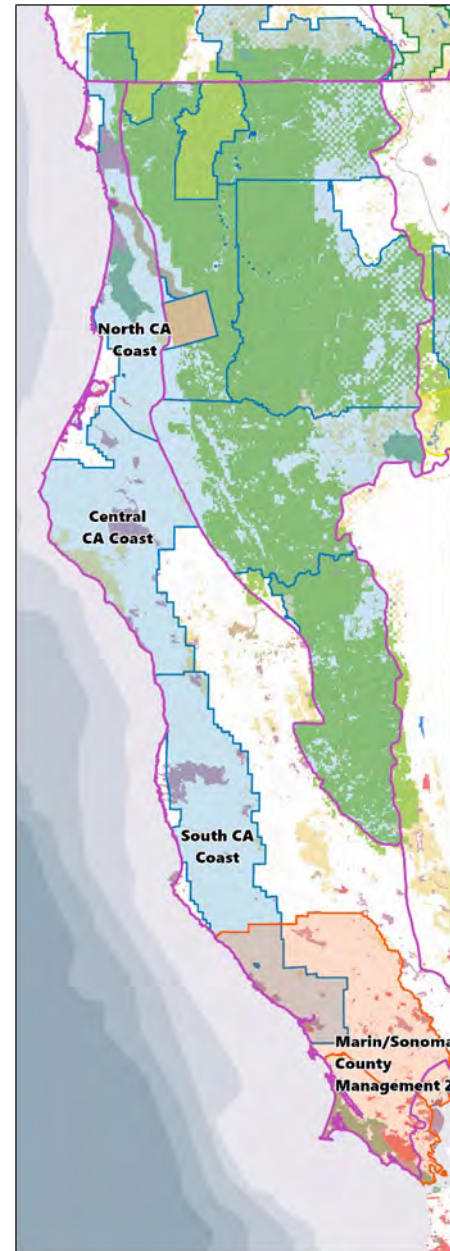 North CA
Coast
Central
CA Coast
South CA
Coast
Marin/Sonoma
County
Management